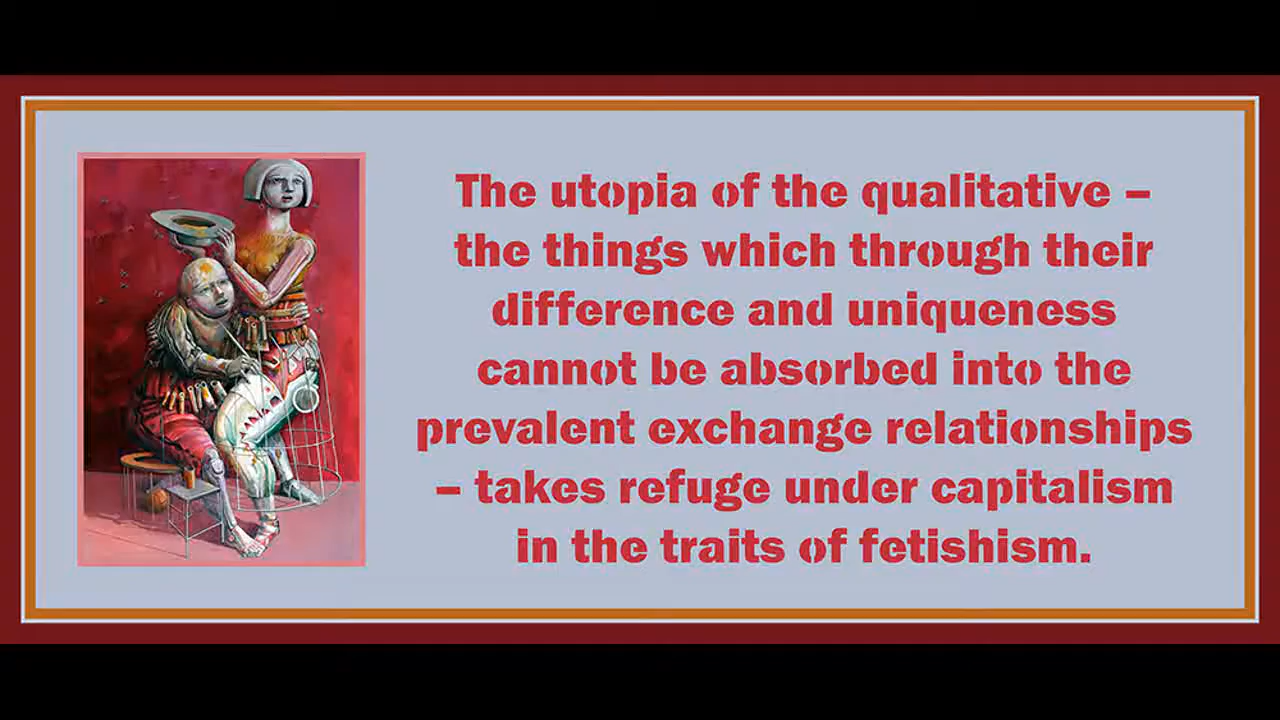 The utopia of the qualitative –
the things which through their
difference and uniqueness
cannot be absorbed into the
prevalent exchange relationships
– takes refuge under capitalism
in the traits of fetishism.